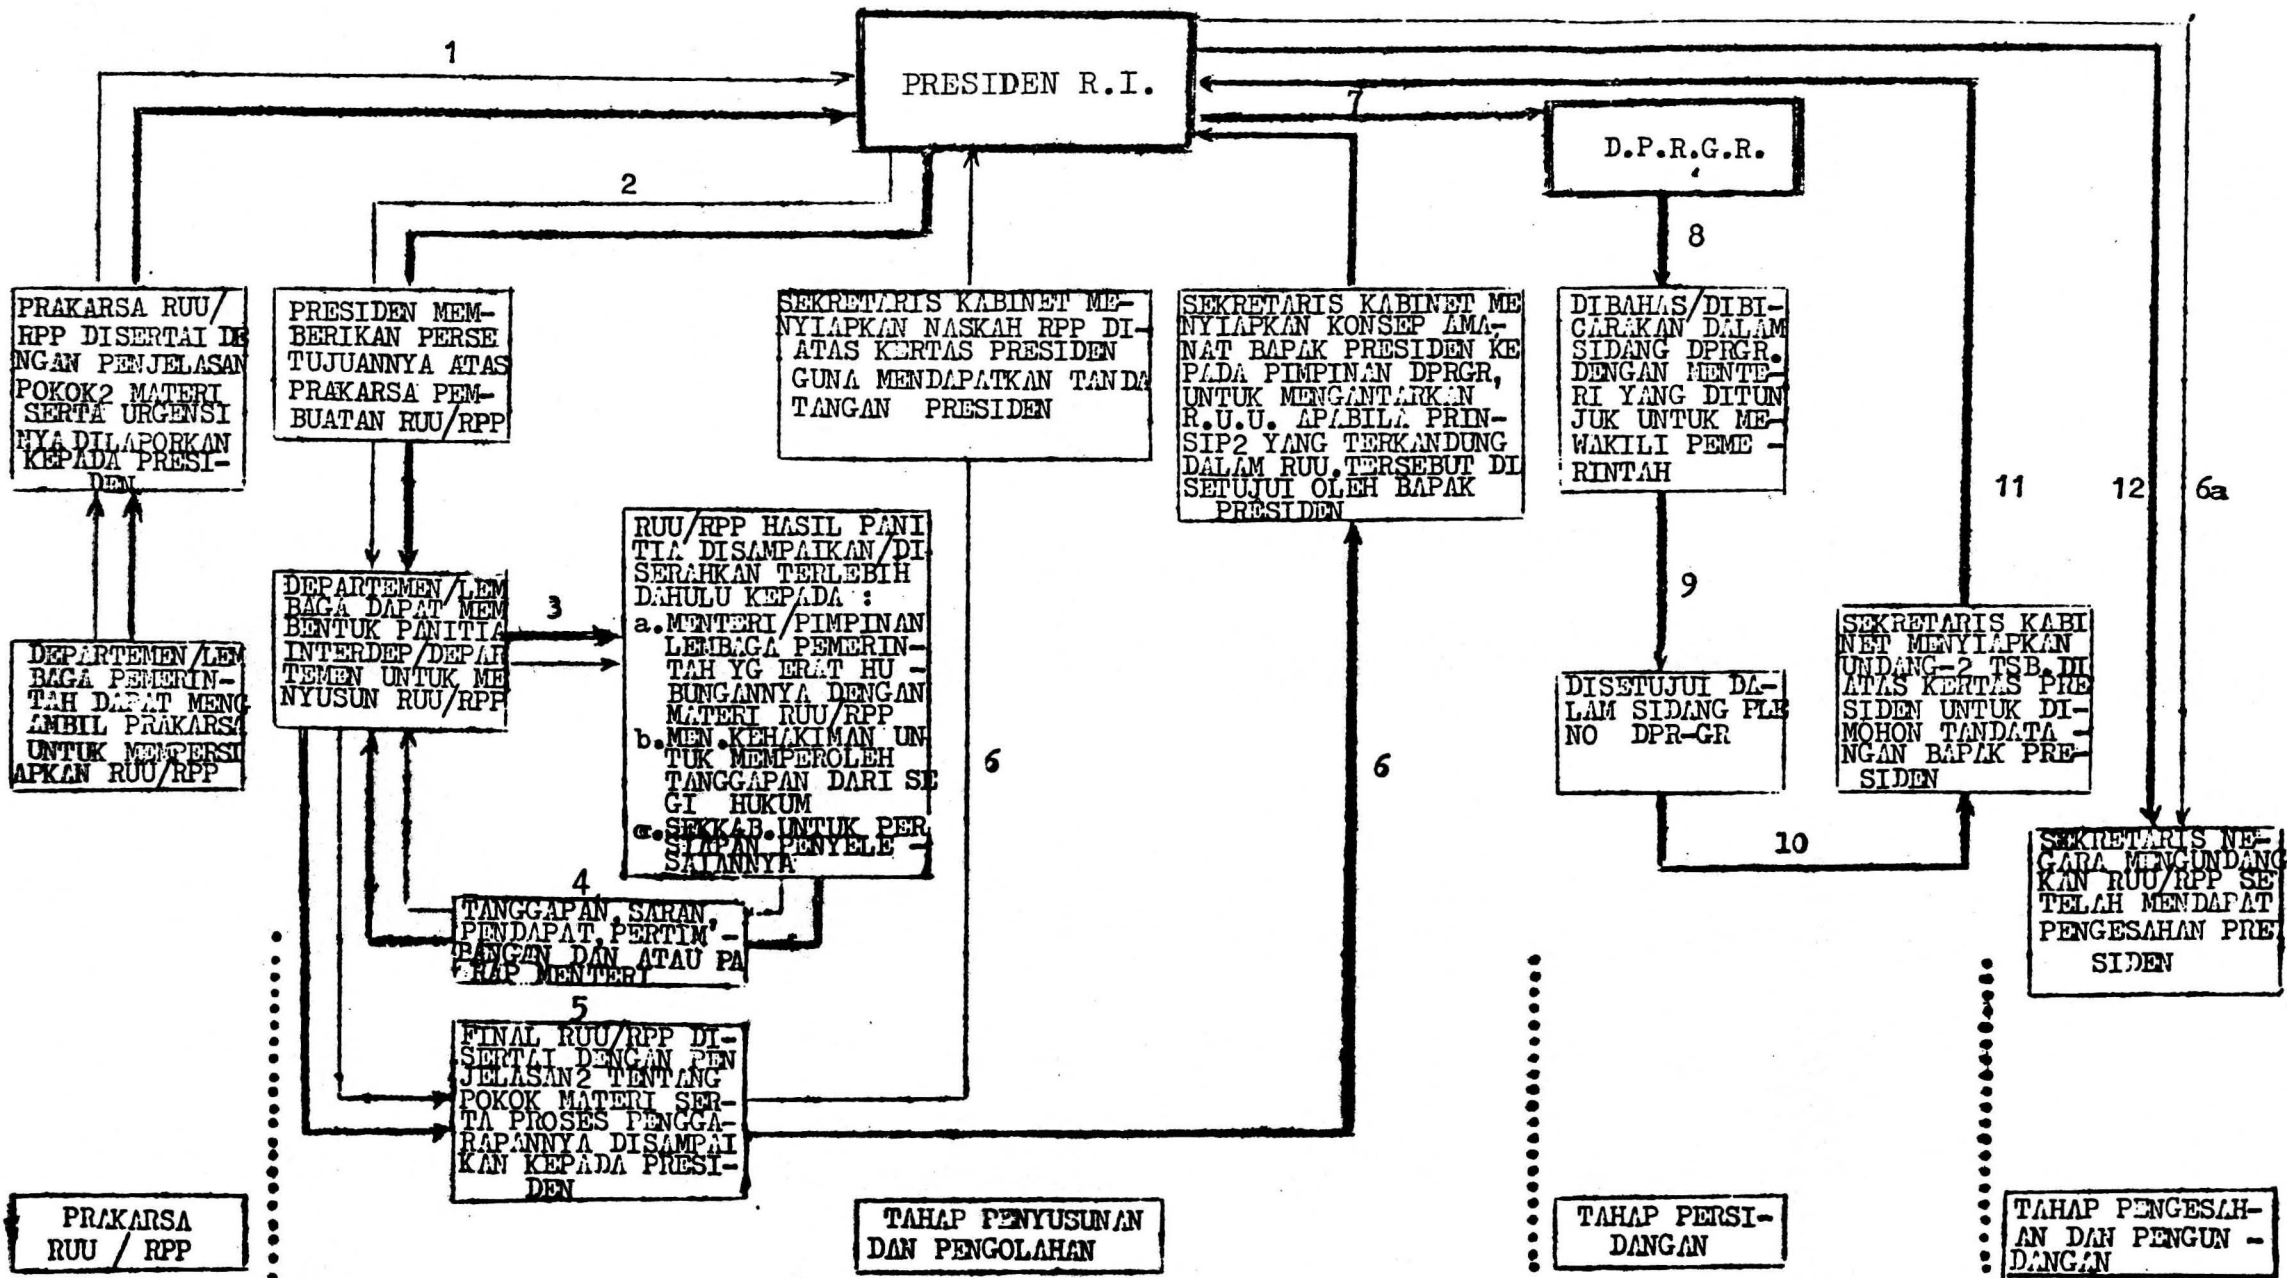 1
PRESIDEN R.I.
7
D.P.R.G.R.
2
8
PRAKARSA RUU/
RPP DISERTAI DE
NGAN PENJELASAN
POKOK2 MATERI
SERTA URGENSI
NYA DILAPORKAN
KEPADA PRESI-
DEN
PRESIDEN MEM-
BERIKAN PERSE
TUJUANNYA ATAS
PRAKARSA PEM-
BUATAN RUU/RPP
SEKRETARIS KABINET ME-
NYIAPKAN NASKAH RPP DI-
ATAS KERTAS PRESIDEN
GUNA MENDAPATKAN TANDA
TANGAN PRESIDEN
SEKRETARIS KABINET ME
NYIAPKAN KONSEP AMA-
NAT BAPAK PRESIDEN KE
PADA PIMPINAN DPRGR,
UNTUK MENGANTARKAN
R.U.U. APABILA PRIN-
SIP2 YANG TERKANDUNG
DALAM RUU.TERSEBUT DI
SETUJUI OLEH BAPAK
PRESIDEN
DIBAHAS/DIBI-
CARAKAN DALAM
SIDANG DPRGR.
DENGAN MENTE-
RI YANG DITUN
JUK UNTUK ME-
WAKILI PEME -
RINTAH
11
12
6a
DEPARTEMEN/LEM
BAGA PEMERIN-
TAH DAPAT MENG
AMBIL PRAKARSA
UNTUK MEMPERSI
APKAN RUU/RPP
DEPARTEMEN/LEM
BAGA DAPAT MEM
BENTUK PANITIA
INTERDEP/DEPAR
TEMEN UNTUK ME
NYUSUN RUU/RPP
3
RUU/RPP HASIL PANI
TIA DISAMPAIKAN/DI
SERAHKAN TERLEBIH
DAHULU KEPADA :
a.MENTERI/PIMPINAN
LEMBAGA PEMERIN-
TAH YG ERAT HU -
BUNGANNYA DENGAN
MATERI RUU/RPP
b.MEN.KEHAKIMAN UN-
TUK MEMPEROLEH
TANGGAPAN DARI SE
GI HUKUM
c.SEKKAB.UNTUK PER
SIAPAN PENYELE -
SAIANNYA
6
6
9
DISETUJUI DA-
LAM SIDANG PLE
NO DPR-GR
10
SEKRETARIS KABI
NET MENYIAPKAN
UNDANG-2 TSB.DI
ATAS KERTAS PRE
SIDEN UNTUK DI-
MOHON TANDATA -
NGAN BAPAK PRE-
SIDEN
SEKRETARIS NE-
GARA MENGUNDANG
KAN RUU/RPP SE
TELAH MENDAPAT
PENGESAHAN PRE
SIDEN
4
TANGGAPAN, SARAN,
PENDAPAT, PERTIM'-
BANGAN DAN ATAU PA
RAP MENTERI
5
FINAL RUU/RPP DI-
SERTAI DENGAN PEN
JELASAN2 TENTANG
POKOK MATERI SER-
TA PROSES PENGGA-
RAPANNYA DISAMPAI
KAN KEPADA PRESI-
DEN
PRAKARSA
RUU / RPP
TAHAP PENYUSUNAN
DAN PENGOLAHAN
TAHAP PERSI-
DANGAN
TAHAP PENGESAH-
AN DAN PENGUN -
DANGAN